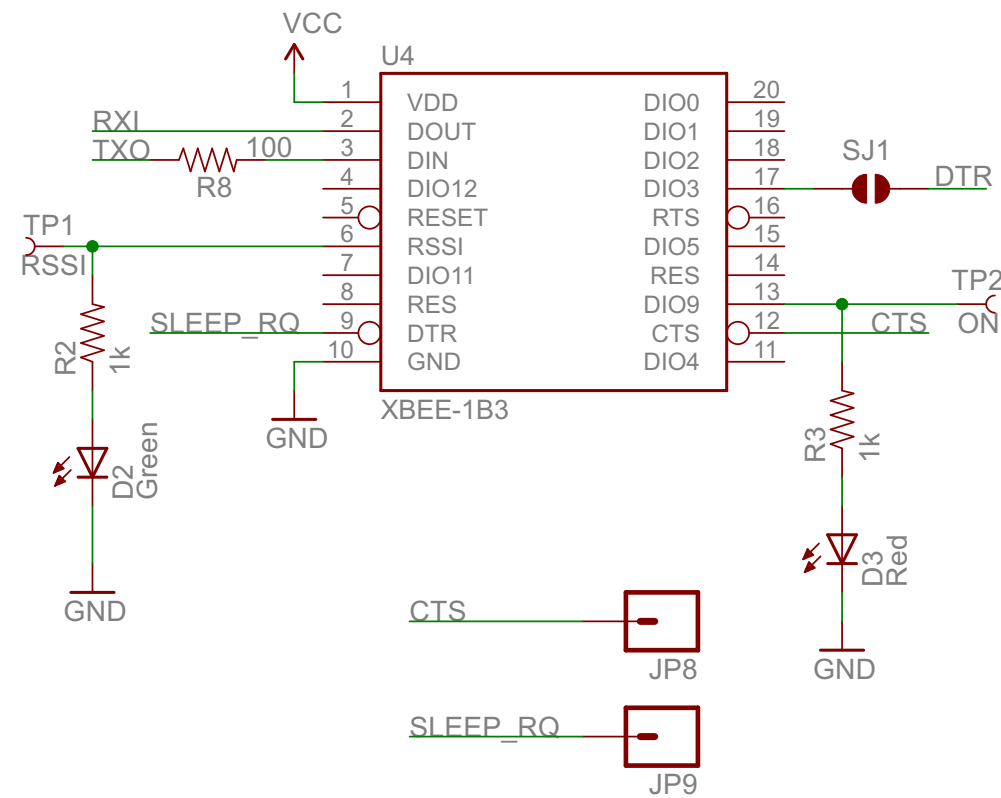 VCC
U4
1 VDD DIO0 20
RXI 2 DOUT DIO1 19
TXO 100 3 DIN DIO2 18
R8
4 DIO12 DIO3 17 SJ1 DTR
5 RESET RTS 16
TP1 6 RSSI DIO5 15
RSSI
7 DIO11 RES 14
8 RES DIO9 13 TP2
ON
SLEEP_RQ 9 DTR CTS 12 CTS
10 GND DIO4 11
R2
1k
XBEE-1B3
GND
R3
1k
D2
Green
D3
Red
GND
CTS
JP8
GND
SLEEP_RQ
JP9